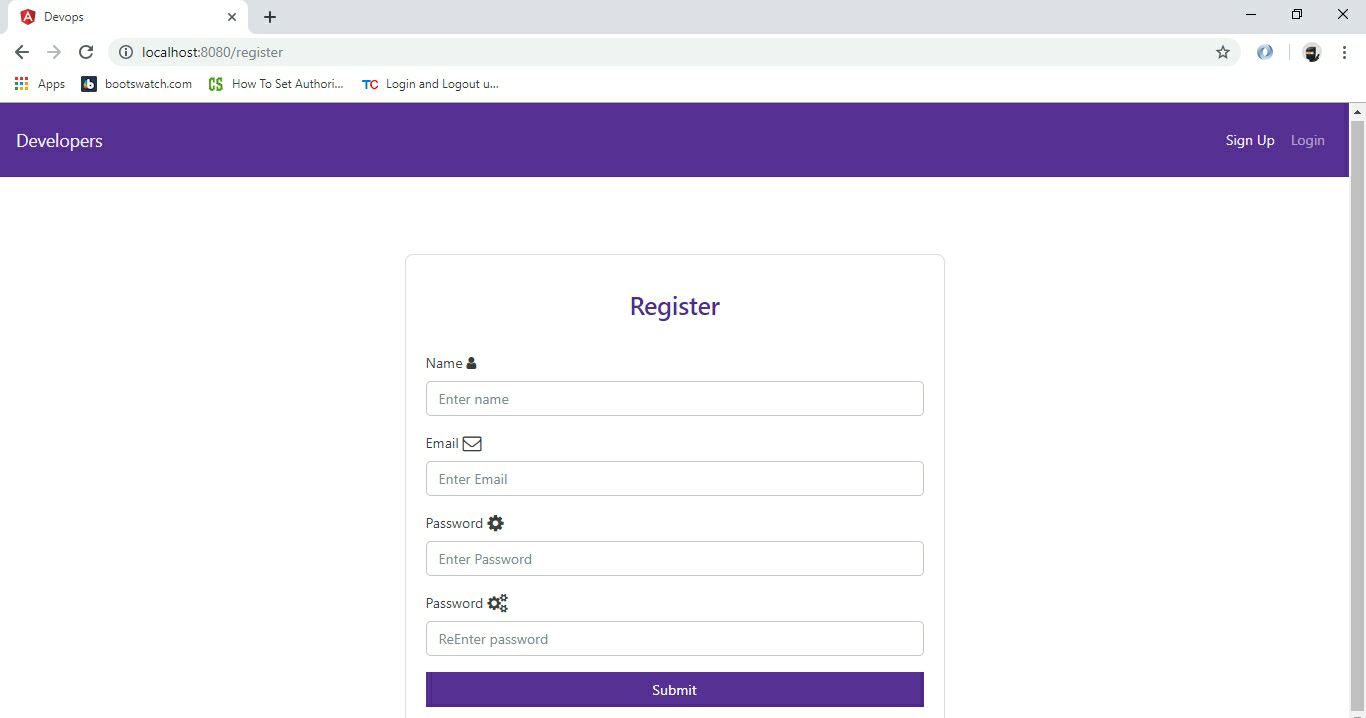 Devops
localhost:8080/register
Apps bootswatch.com How To Set Authori... Login and Logout u...
Developers Sign Up Login
Register
Name
Enter name
Email
Enter Email
Password
Enter Password
Password
ReEnter password
Submit